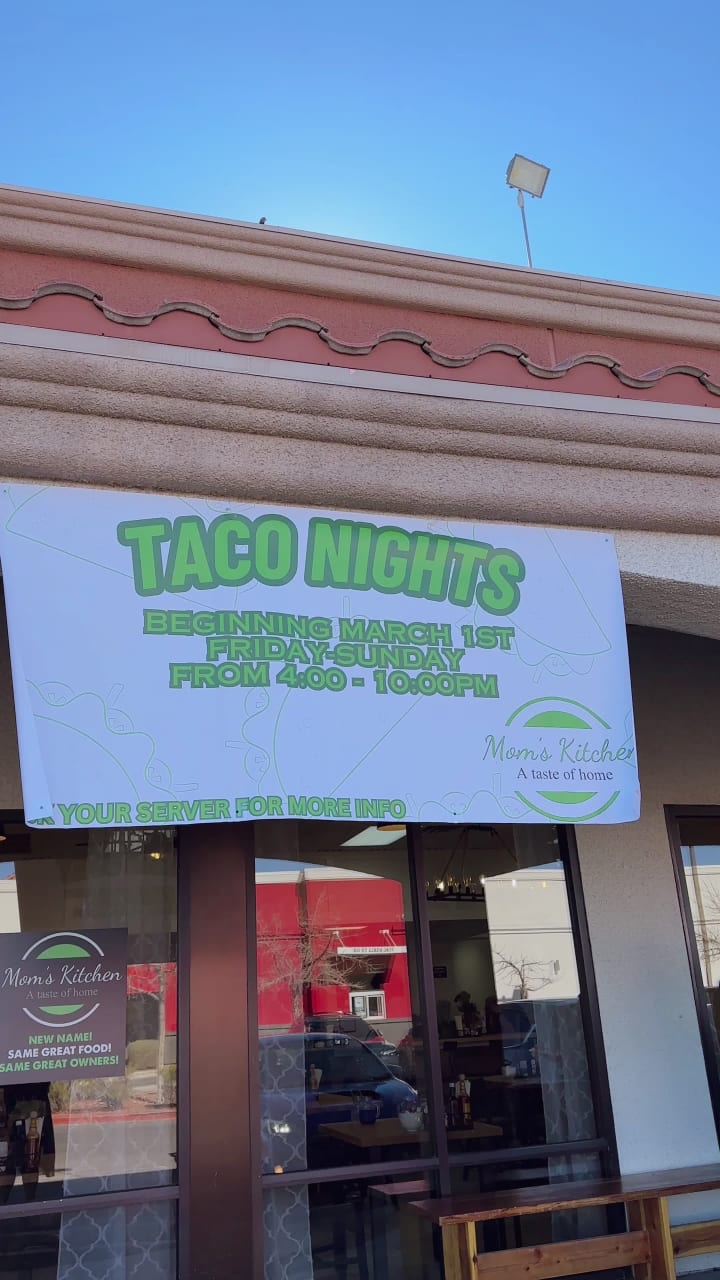 TACO NIGHTS
BEGINNING MARCH 1ST
FRIDAY-SUNDAY
FROM 4:00 - 10:00PM
Mom's Kitchen
A taste of home
YOUR SERVER FOR MORE INFO
Mom's Kitchen
A taste of home
NEW NAME!
SAME GREAT FOOD!
SAME GREAT OWNERS!